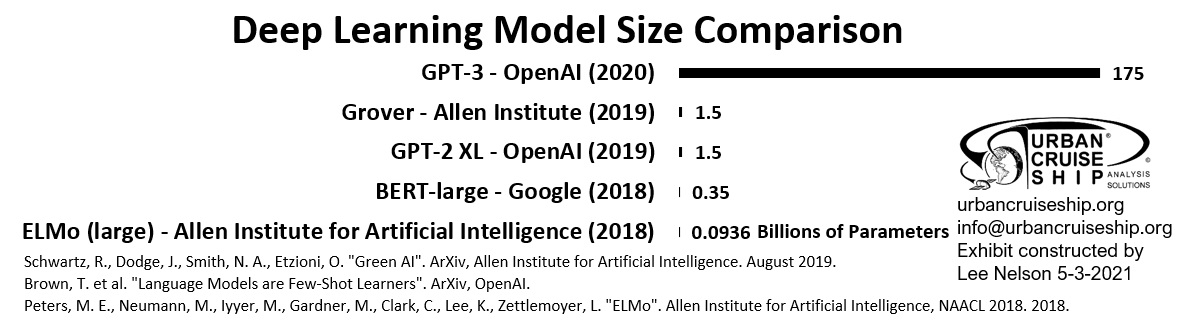 Deep Learning Model Size Comparison
GPT-3 - OpenAI (2020) 175
Grover - Allen Institute (2019) 1.5
GPT-2 XL - OpenAI (2019) 1.5
BERT-large - Google (2018) 0.35
ELMo (large) - Allen Institute for Artificial Intelligence (2018) 0.0936 Billions of Parameters
URBAN®
CRUISE
SHIP ANALYSIS
SOLUTIONS
©
urbancruiseship.org
info@urbancruiseship.org
Exhibit constructed by
Lee Nelson 5-3-2021
Schwartz, R., Dodge, J., Smith, N. A., Etzioni, O. "Green AI". ArXiv, Allen Institute for Artificial Intelligence. August 2019.
Brown, T. et al. "Language Models are Few-Shot Learners". ArXiv, OpenAI.
Peters, M. E., Neumann, M., Iyyer, M., Gardner, M., Clark, C., Lee, K., Zettlemoyer, L. "ELMo". Allen Institute for Artificial Intelligence, NAACL 2018. 2018.